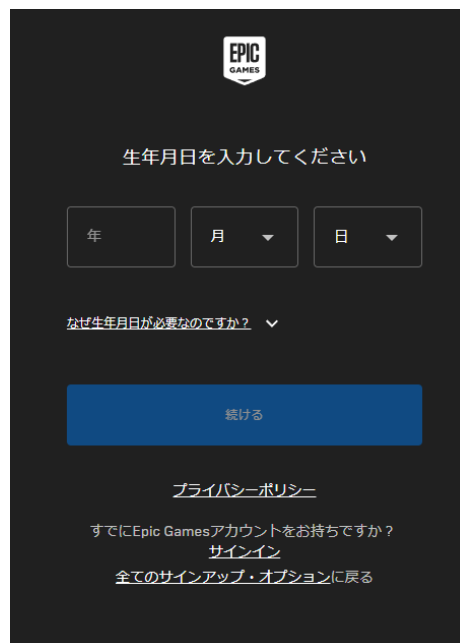 EPIC
GAMES
生年月日を入力してください
年 月 日
なぜ生年月日が必要なのですか？
続ける
プライバシーポリシー
すでにEpic Gamesアカウントをお持ちですか？
サインイン
全てのサインアップ・オプションに戻る